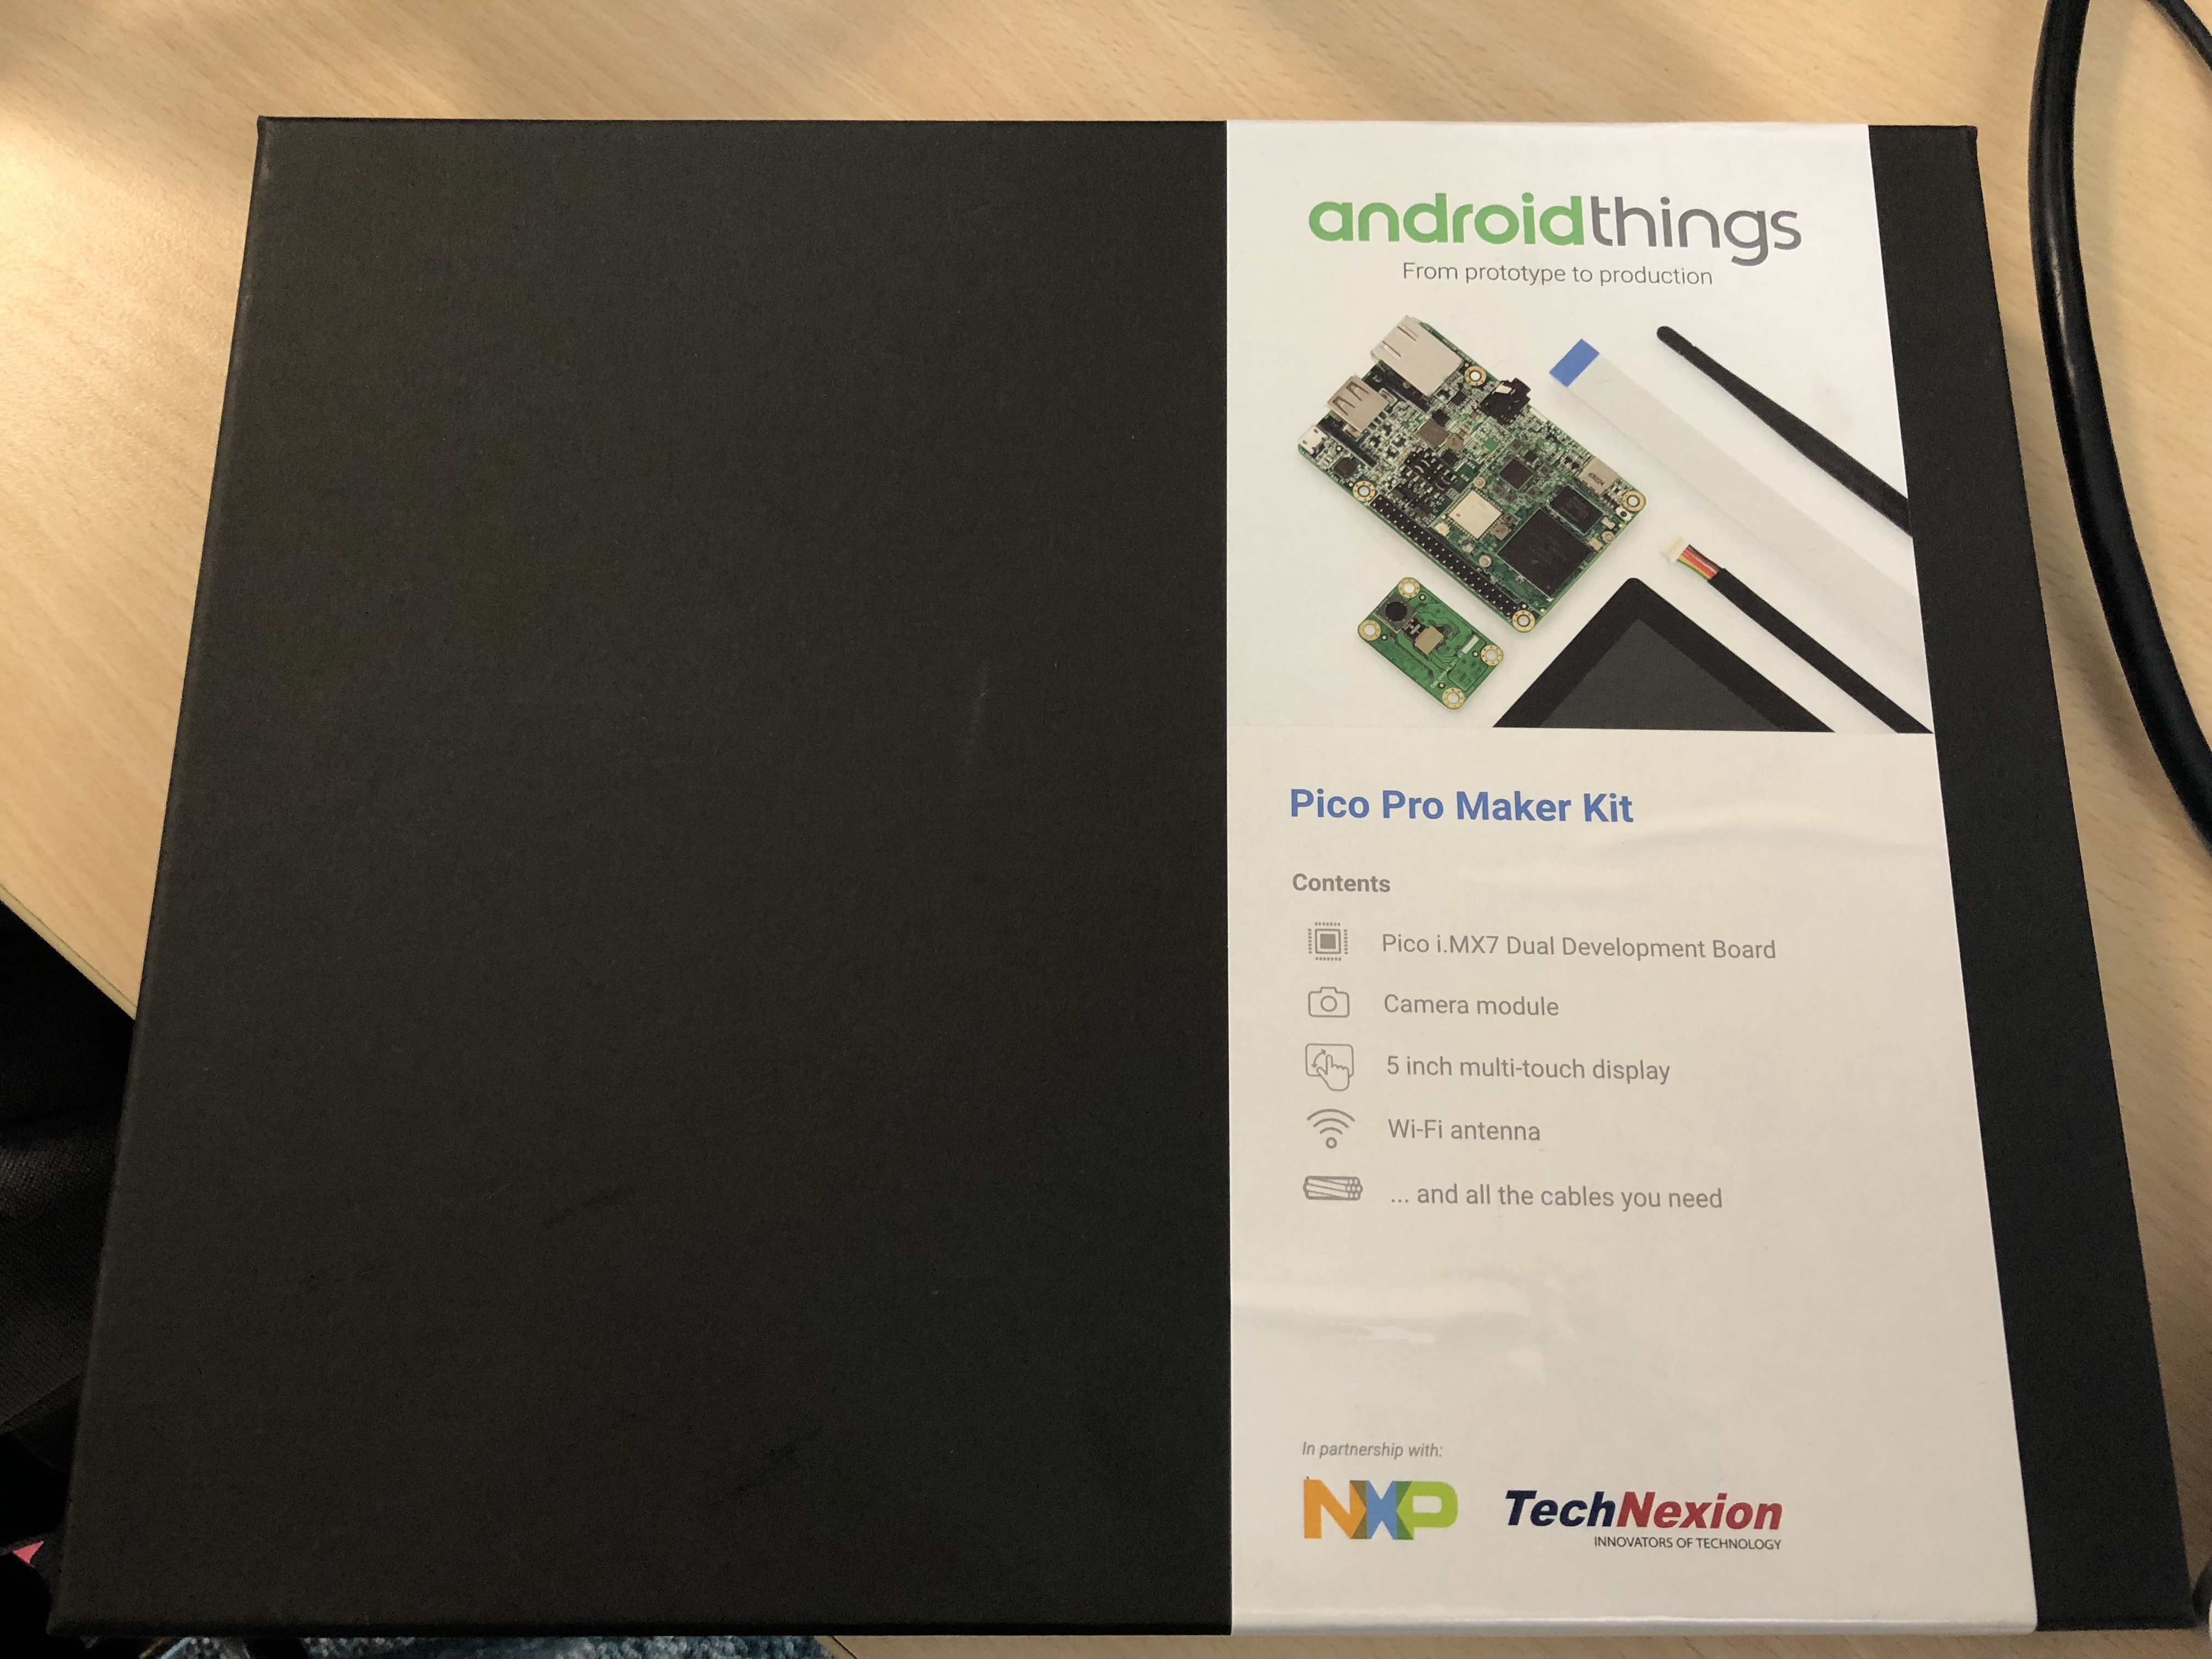 androidthings
From prototype to production
Pico Pro Maker Kit
Contents
Pico i.MX7 Dual Development Board
Camera module
5 inch multi-touch display
Wi-Fi antenna
... and all the cables you need
In partnership with:
NXP TechNexion
INNOVATORS OF TECHNOLOGY